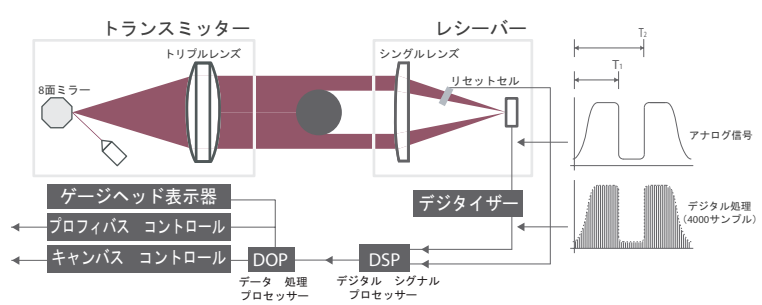 トランスミッター
レシーバー
トリプルレンズ
シングルレンズ
8面ミラー
リセットセル
T₂
T₁
アナログ信号
デジタル処理
(4000サンプル)
ゲージヘッド表示器
プロフィバス コントロール
キャンバス コントロール
デジタイザー
DOP
DSP
データ 処理
プロセッサー
デジタル シグナル
プロセッサー